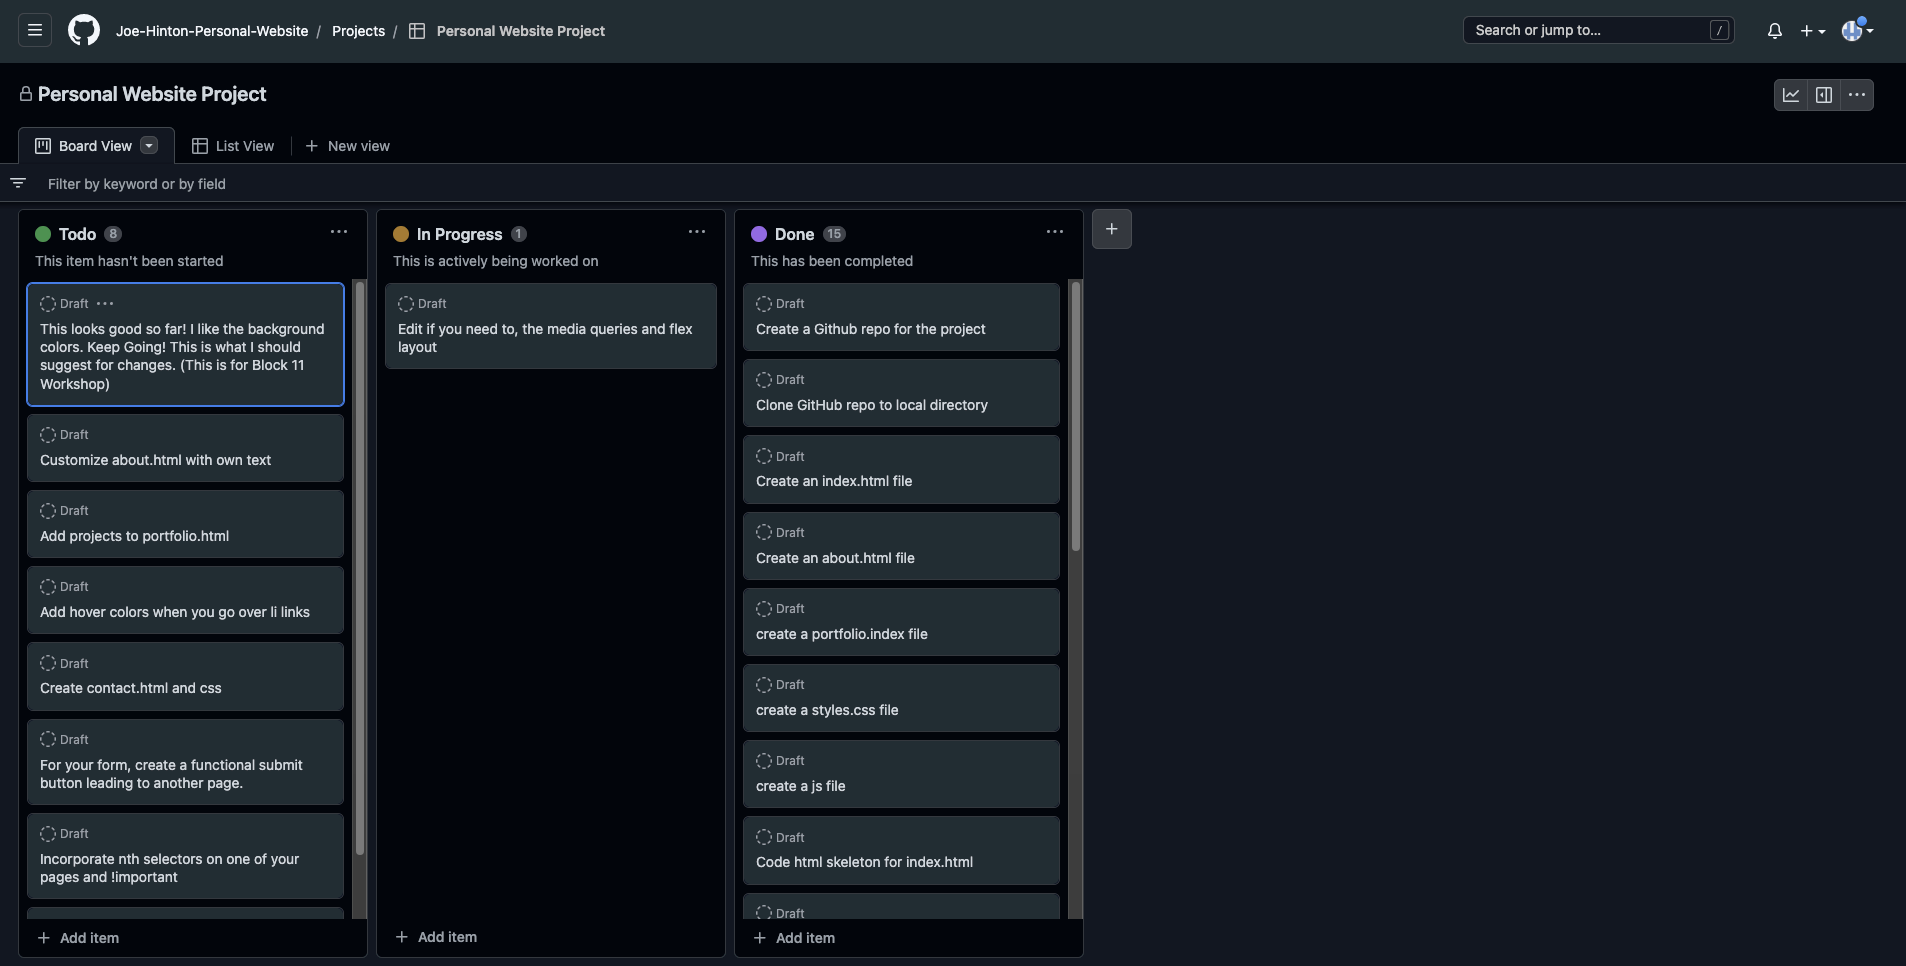 Joe-Hinton-Personal-Website / Projects / Personal Website Project
Search or jump to... /
Personal Website Project
Board View
List View
New view
Filter by keyword or by field
Todo 8
This item hasn't been started
Draft
This looks good so far! I like the background
colors. Keep Going! This is what I should
suggest for changes. (This is for Block 11
Workshop)
Draft
Customize about.html with own text
Draft
Add projects to portfolio.html
Draft
Add hover colors when you go over li links
Draft
Create contact.html and css
Draft
For your form, create a functional submit
button leading to another page.
Draft
Incorporate nth selectors on one of your
pages and !important
Add item
In Progress 1
This is actively being worked on
Draft
Edit if you need to, the media queries and flex
layout
Add item
Done 15
This has been completed
Draft
Create a Github repo for the project
Draft
Clone GitHub repo to local directory
Draft
Create an index.html file
Draft
Create an about.html file
Draft
create a portfolio.index file
Draft
create a styles.css file
Draft
create a js file
Draft
Code html skeleton for index.html
Draft
Add item